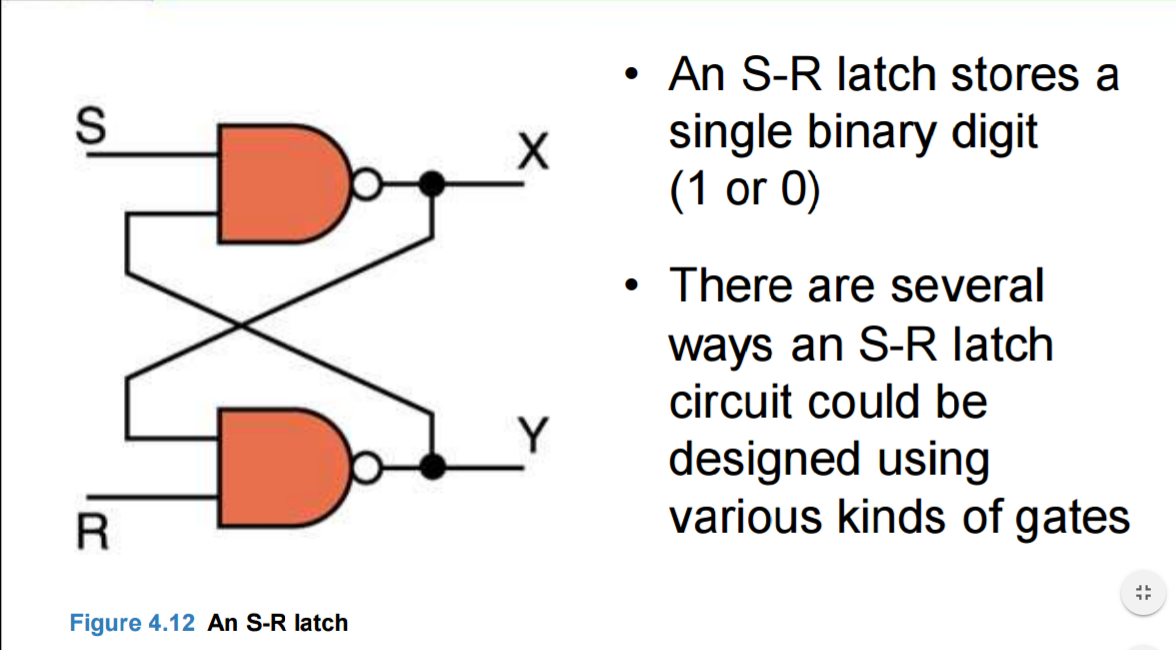 S
X
Y
R
Figure 4.12 An S-R latch
• An S-R latch stores a
single binary digit
(1 or 0)
• There are several
ways an S-R latch
circuit could be
designed using
various kinds of gates